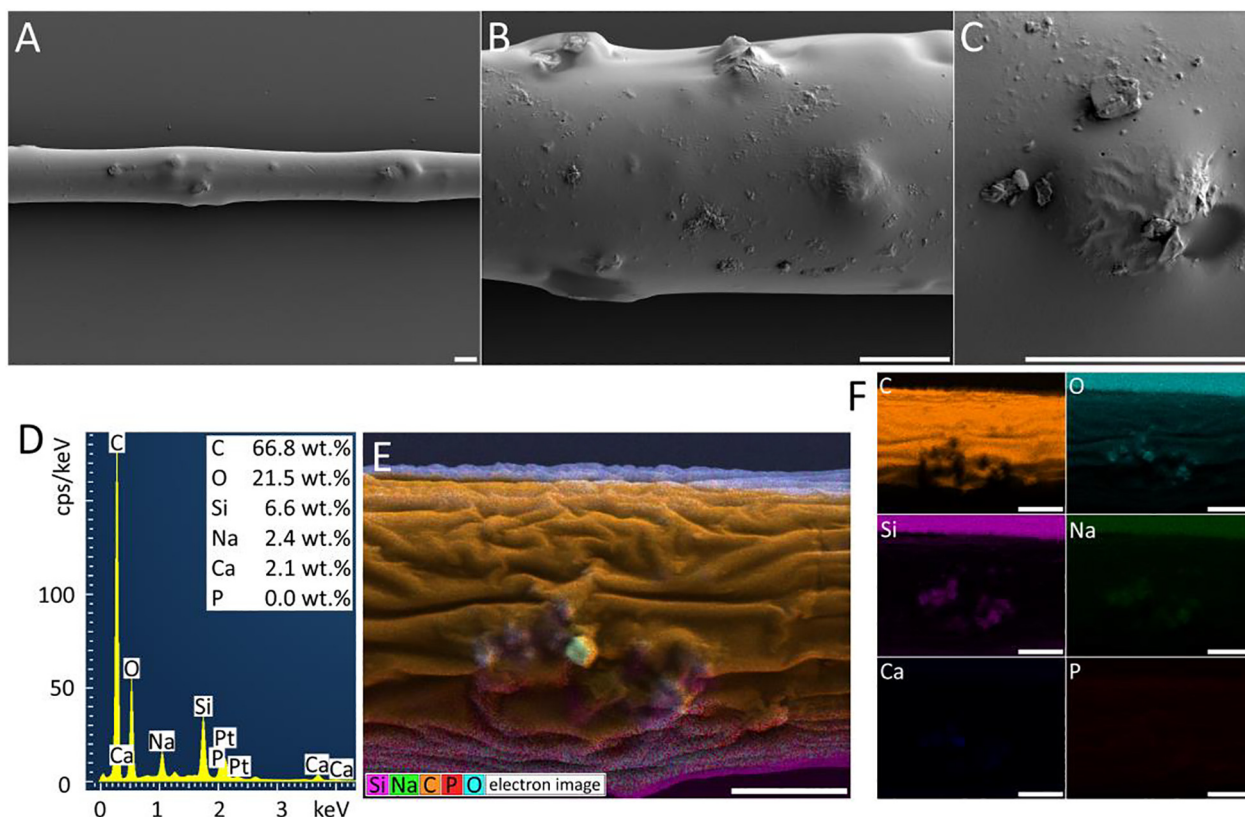 A
B
C
D
cps/keV
100
50
0
C
O
Ca
Na
Si
Pt
P
Pt
Ca
Ca
0
1
2
3
keV
C 66.8 wt.%
O 21.5 wt.%
Si 6.6 wt.%
Na 2.4 wt.%
Ca 2.1 wt.%
P 0.0 wt.%
E
Si Na C P O electron image
F
C
O
Si
Na
Ca
P